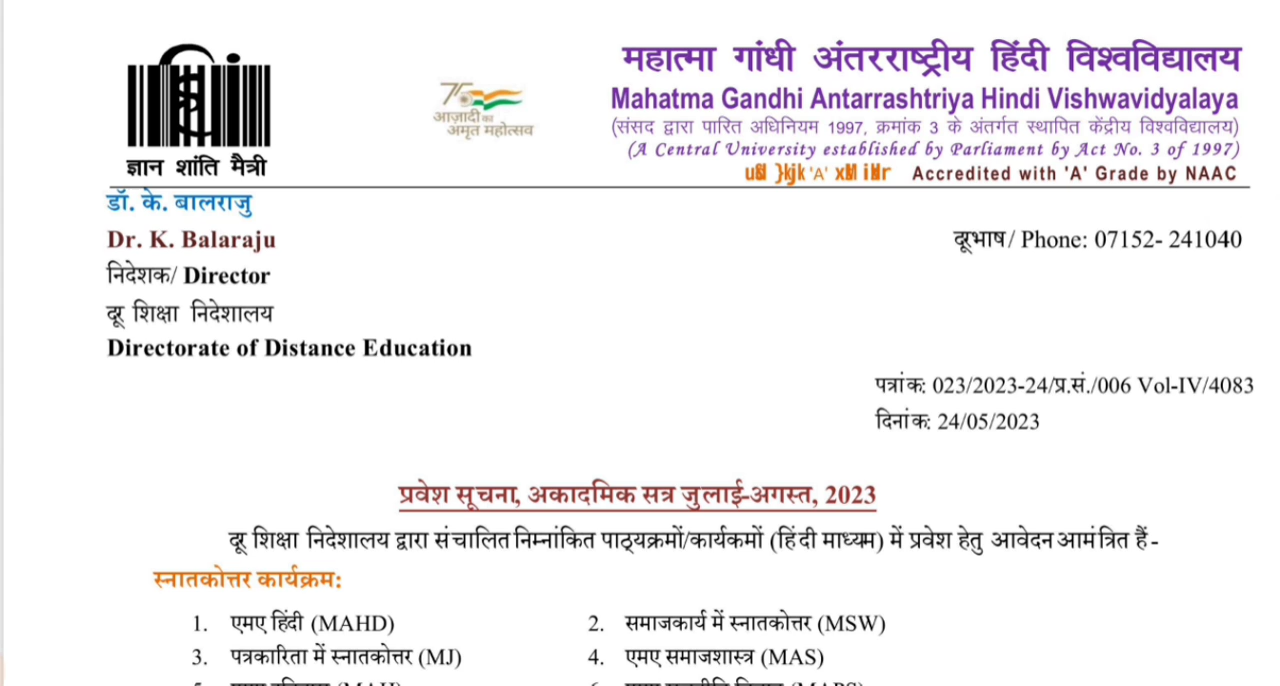 महात्मा गांधी अंतरराष्ट्रीय हिंदी विश्वविद्यालय
Mahatma Gandhi Antarrashtriya Hindi Vishwavidyalaya
(संसद द्वारा पारित अधिनियम 1997, क्रमांक 3 के अंतर्गत स्थापित केंद्रीय विश्वविद्यालय)
(A Central University established by Parliament by Act No. 3 of 1997)
'A' Accredited with 'A' Grade by NAAC
75
आज़ादी का
अमृत महोत्सव
ज्ञान शांति मैत्री
डॉ. के. बालराजु
Dr. K. Balaraju
दूरभाष/ Phone: 07152- 241040
निदेशक/ Director
दूर शिक्षा निदेशालय
Directorate of Distance Education
पत्रांक: 023/2023-24/प्र.सं./006 Vol-IV/4083
दिनांक: 24/05/2023
प्रवेश सूचना, अकादमिक सत्र जुलाई-अगस्त, 2023
दूर शिक्षा निदेशालय द्वारा संचालित निम्नांकित पाठ्यक्रमों/कार्यकमों (हिंदी माध्यम) में प्रवेश हेतु आवेदन आमंत्रित हैं -
स्नातकोत्तर कार्यक्रम:
1. एमए हिंदी (MAHD)
2. समाजकार्य में स्नातकोत्तर (MSW)
3. पत्रकारिता में स्नातकोत्तर (MJ)
4. एमए समाजशास्त्र (MAS)